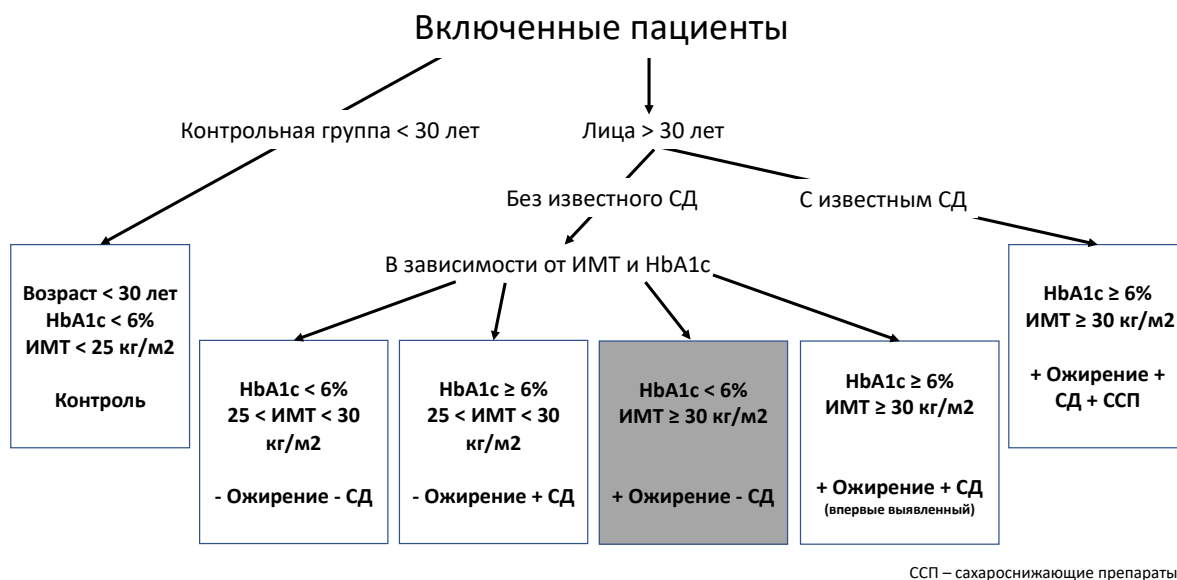 Включенные пациенты
Контрольная группа < 30 лет
Лица > 30 лет
Без известного СД
С известным СД
В зависимости от ИМТ и HbA1c
Возраст < 30 лет
HbA1c < 6%
ИМТ < 25 кг/м2
Контроль
HbA1c < 6%
25 < ИМТ < 30
кг/м2
- Ожирение - СД
HbA1c ≥ 6%
25 < ИМТ < 30
кг/м2
- Ожирение + СД
HbA1c < 6%
ИМТ ≥ 30 кг/м2
+ Ожирение - СД
HbA1c ≥ 6%
ИМТ ≥ 30 кг/м2
+ Ожирение + СД
(впервые выявленный)
HbA1c ≥ 6%
ИМТ ≥ 30 кг/м2
+ Ожирение +
СД + ССП
ССП – сахароснижающие препараты